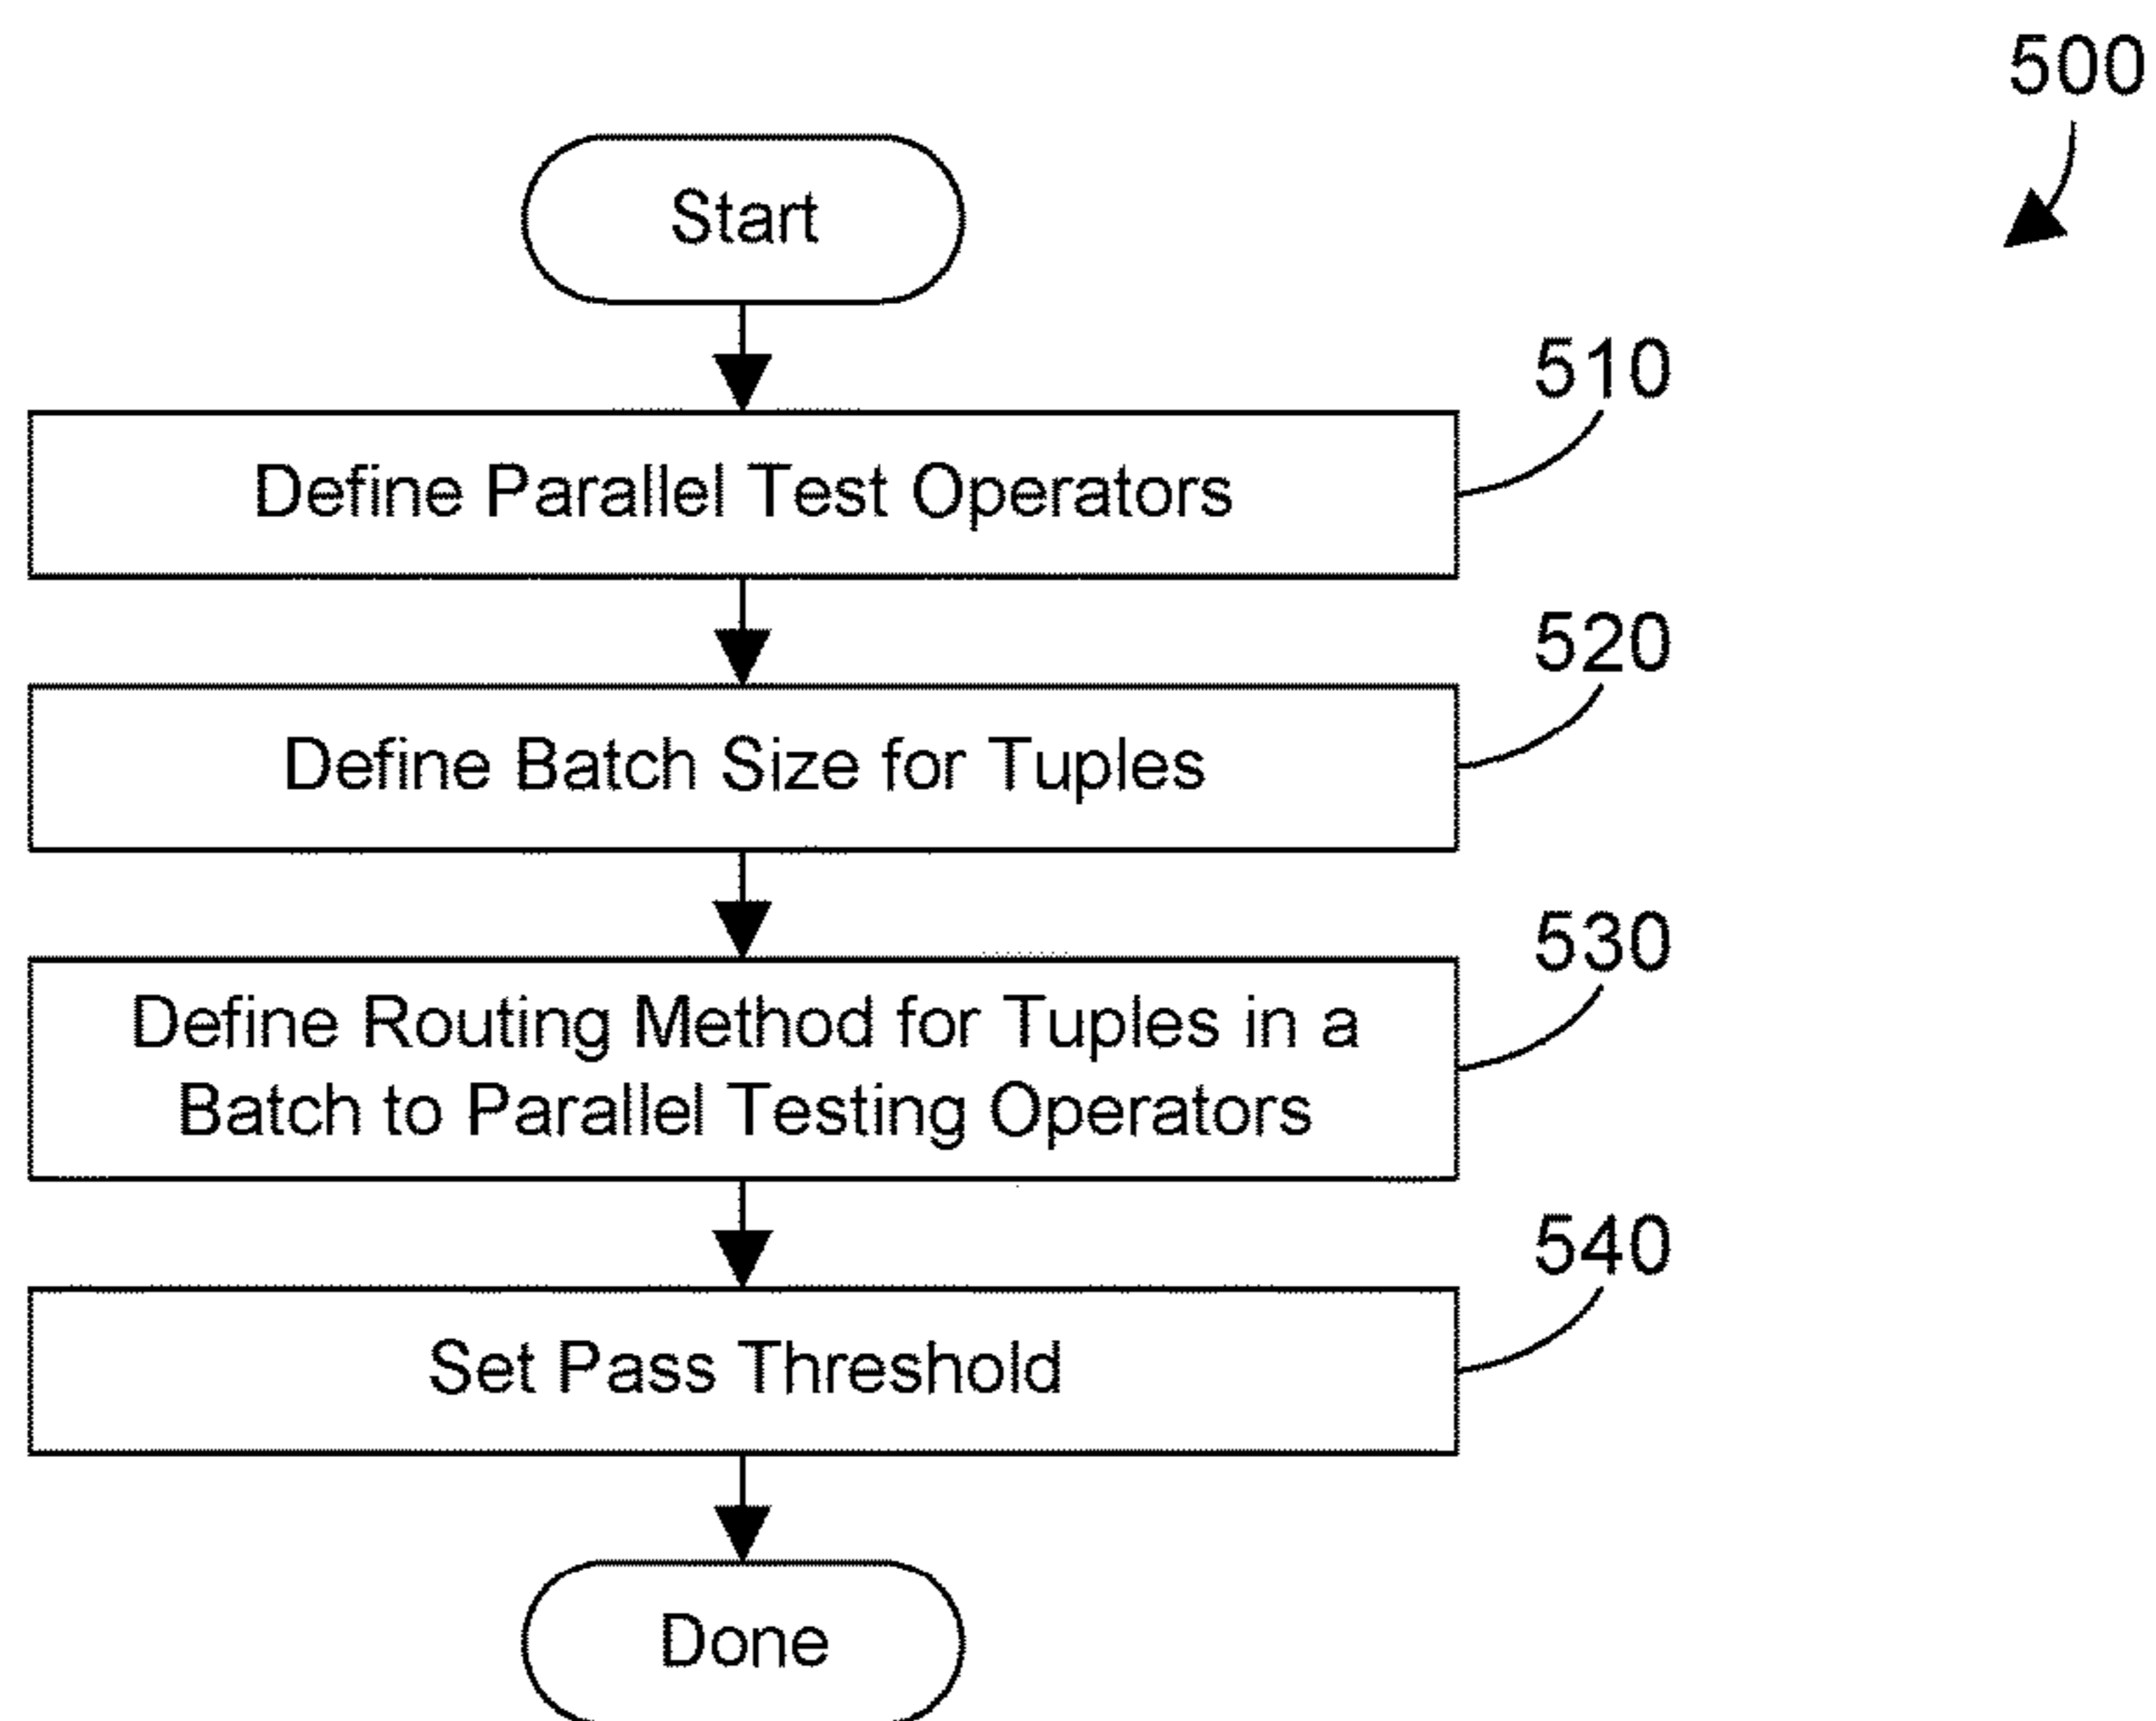 500
Start
510
Define Parallel Test Operators
520
Define Batch Size for Tuples
530
Define Routing Method for Tuples in a
Batch to Parallel Testing Operators
540
Set Pass Threshold
Done